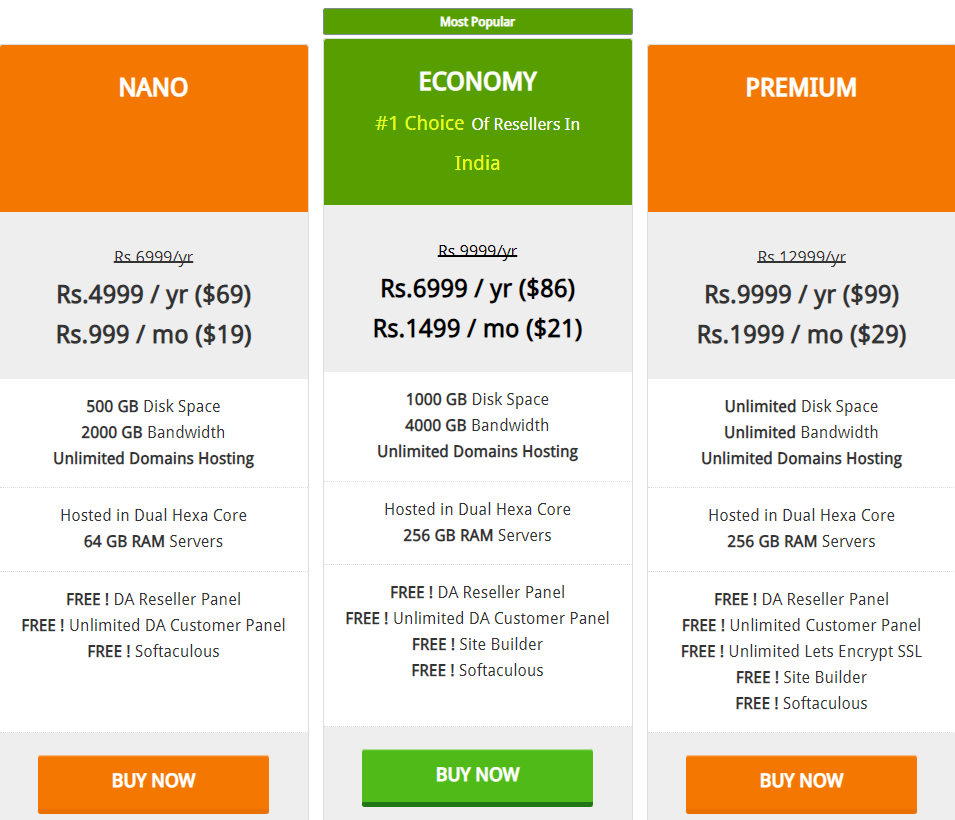 Most Popular
NANO
ECONOMY
#1 Choice Of Resellers In
India
PREMIUM
Rs.6999/yr
Rs.4999 / yr ($69)
Rs.999 / mo ($19)
Rs.9999/yr
Rs.6999 / yr ($86)
Rs.1499 / mo ($21)
Rs.12999/yr
Rs.9999 / yr ($99)
Rs.1999 / mo ($29)
500 GB Disk Space
2000 GB Bandwidth
Unlimited Domains Hosting
1000 GB Disk Space
4000 GB Bandwidth
Unlimited Domains Hosting
Unlimited Disk Space
Unlimited Bandwidth
Unlimited Domains Hosting
Hosted in Dual Hexa Core
64 GB RAM Servers
Hosted in Dual Hexa Core
256 GB RAM Servers
Hosted in Dual Hexa Core
256 GB RAM Servers
FREE ! DA Reseller Panel
FREE ! Unlimited DA Customer Panel
FREE ! Softaculous
FREE ! DA Reseller Panel
FREE ! Unlimited DA Customer Panel
FREE ! Site Builder
FREE ! Softaculous
FREE ! DA Reseller Panel
FREE ! Unlimited Customer Panel
FREE ! Unlimited Lets Encrypt SSL
FREE ! Site Builder
FREE ! Softaculous
BUY NOW
BUY NOW
BUY NOW